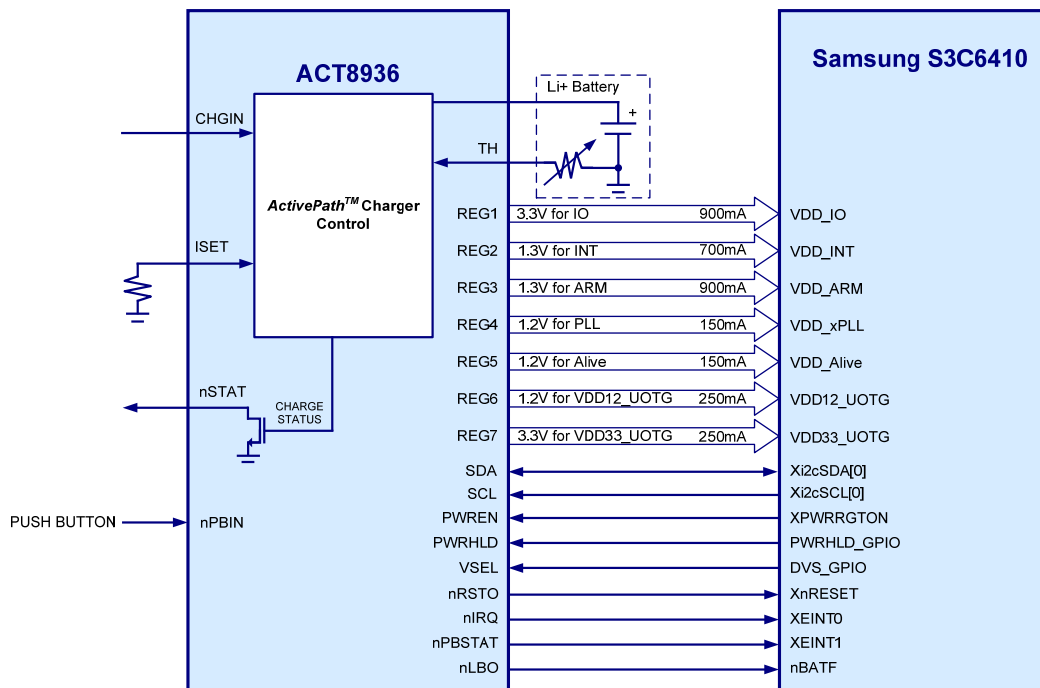 ACT8936
Samsung S3C6410
Li+ Battery
+
CHGIN
TH
ActivePath™ Charger
Control
ISET
REG1 3.3V for IO 900mA VDD_IO
REG2 1.3V for INT 700mA VDD_INT
REG3 1.3V for ARM 900mA VDD_ARM
REG4 1.2V for PLL 150mA VDD_xPLL
REG5 1.2V for Alive 150mA VDD_Alive
nSTAT
CHARGE
STATUS
REG6 1.2V for VDD12_UOTG 250mA VDD12_UOTG
REG7 3.3V for VDD33_UOTG 250mA VDD33_UOTG
SDA Xi2cSDA[0]
SCL Xi2cSCL[0]
PUSH BUTTON nPBIN PWREN XPWRRGTON
PWRHLD PWRHLD_GPIO
VSEL DVS_GPIO
nRSTO XnRESET
nIRQ XEINT0
nPBSTAT XEINT1
nLBO nBATF